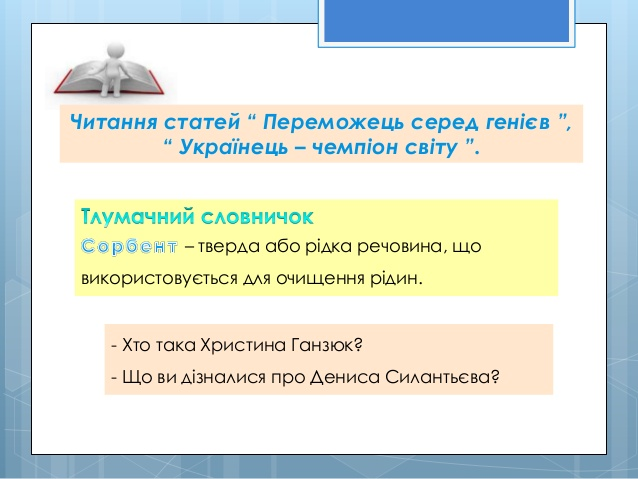 Читання статей “ Переможець серед генієв ”,
“ Українець – чемпіон світу ”.
Тлумачний словничок
Сорбент – тверда або рідка речовина, що
використовується для очищення рідин.
- Хто така Христина Ганзюк?
- Що ви дізналися про Дениса Силантьєва?